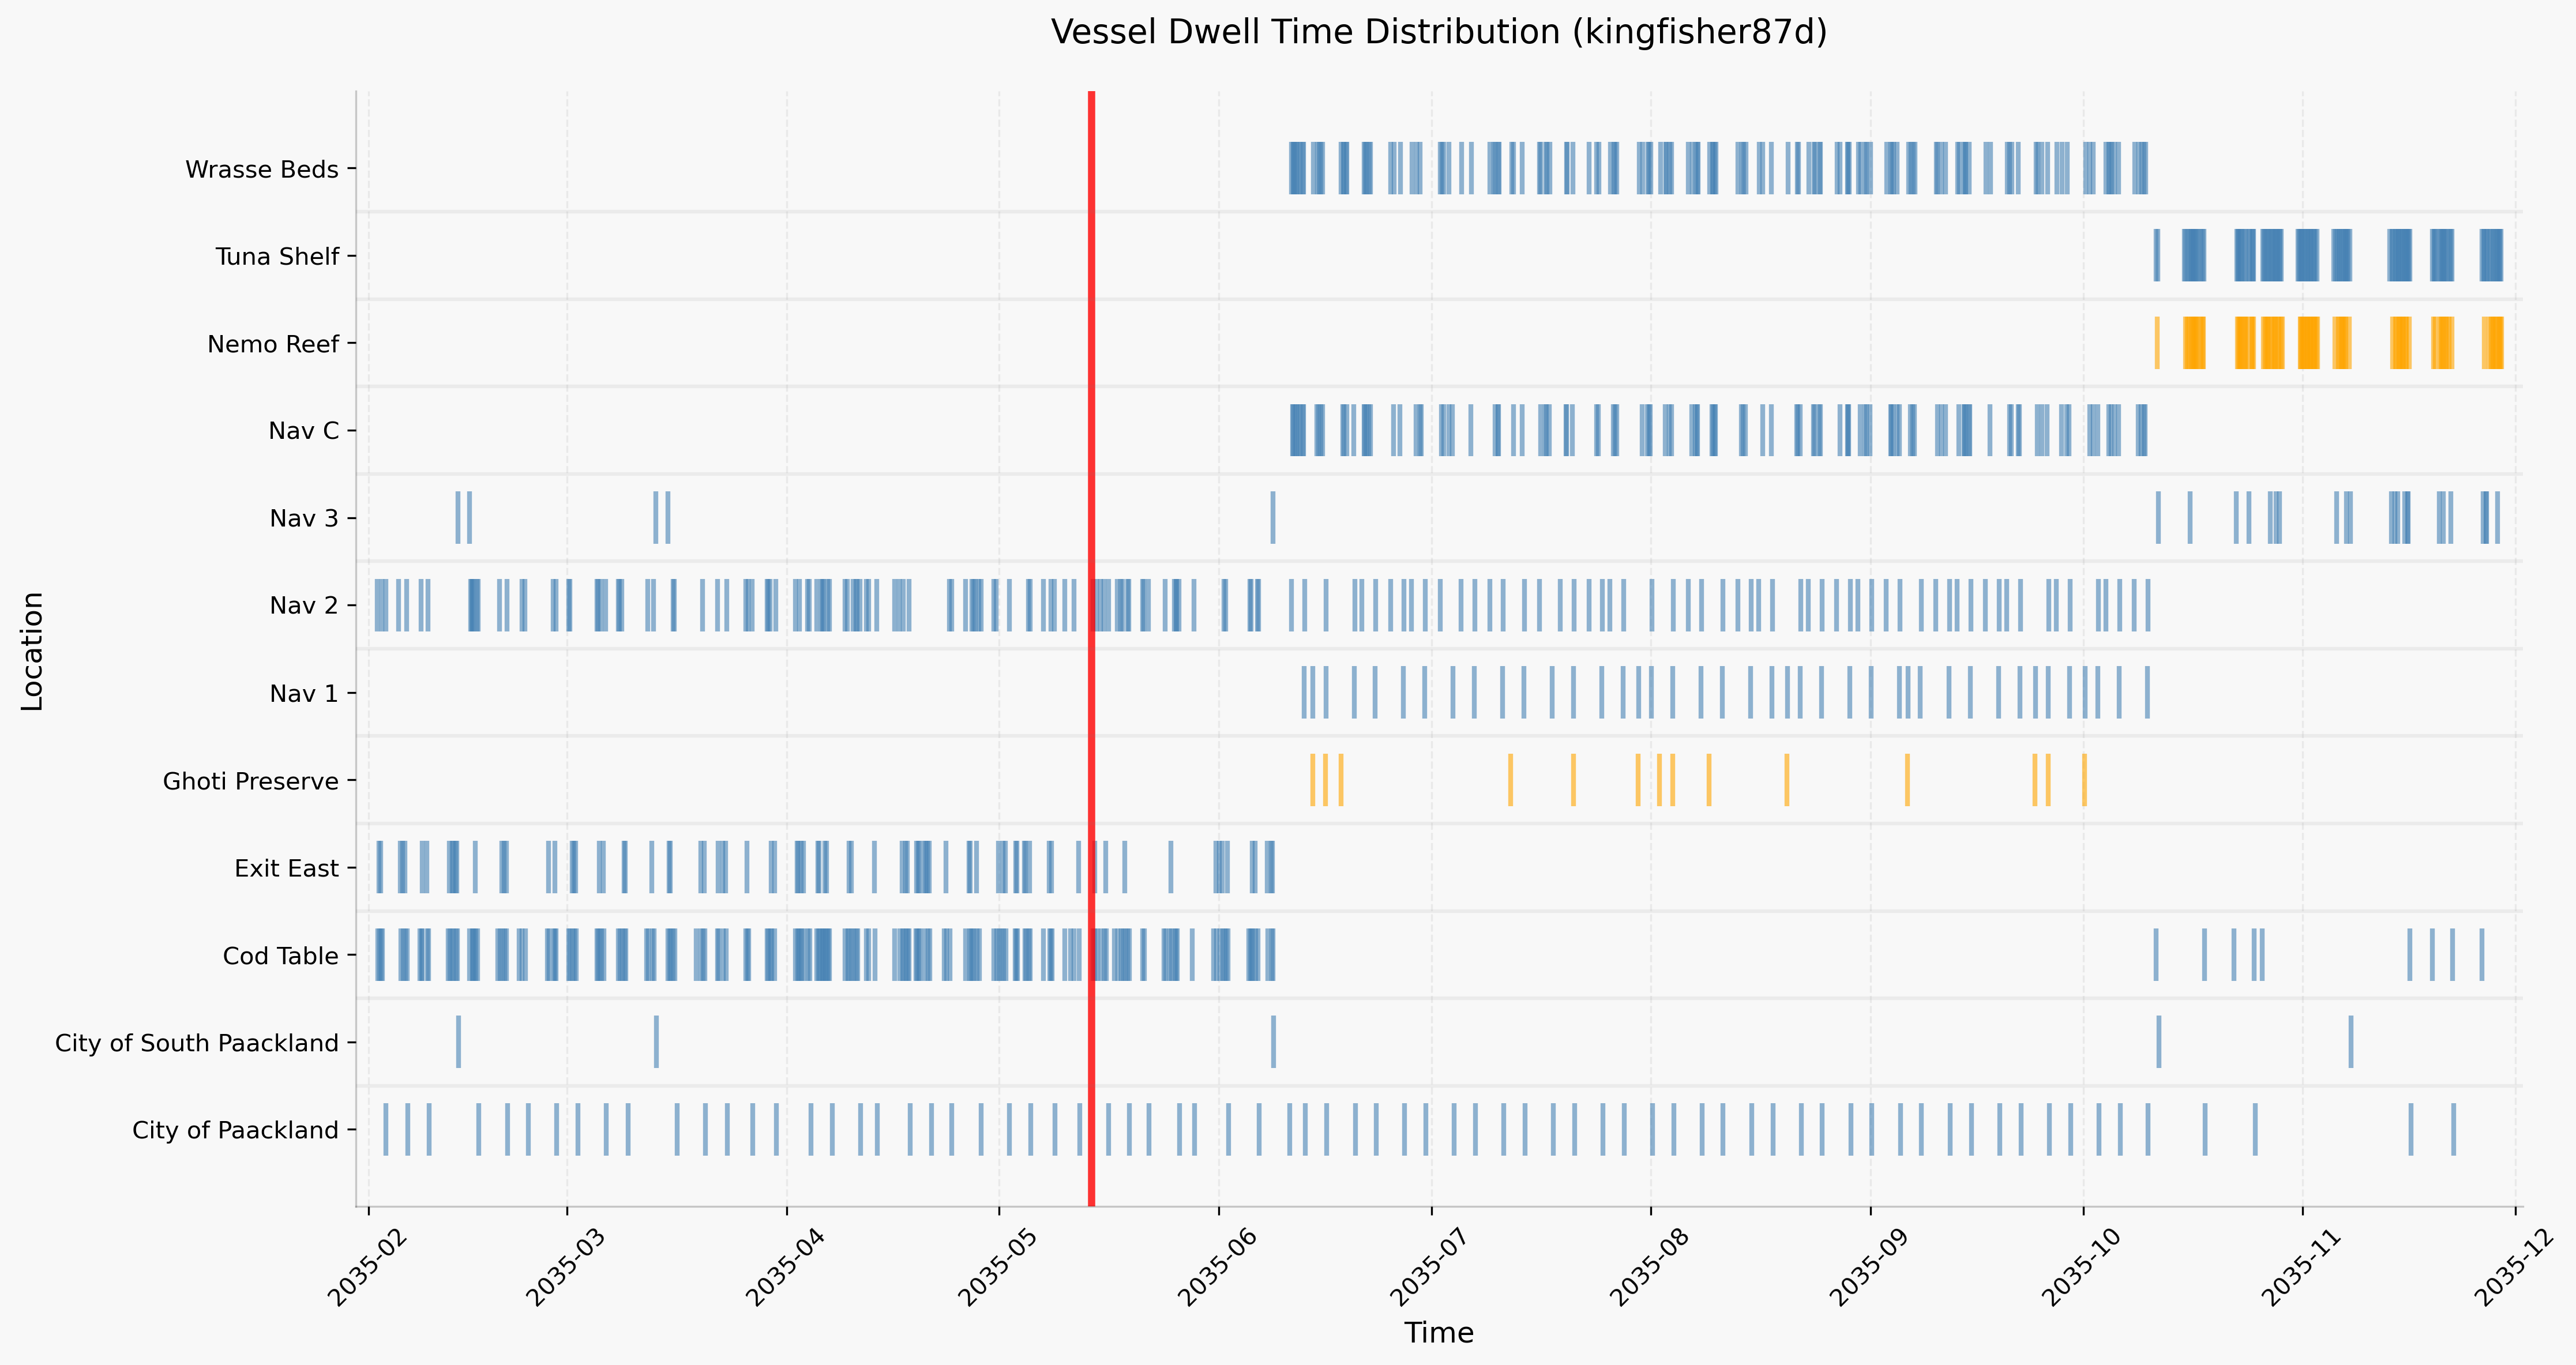 Vessel Dwell Time Distribution (kingfisher87d)
Location
Wrasse Beds
Tuna Shelf
Nemo Reef
Nav C
Nav 3
Nav 2
Nav 1
Ghoti Preserve
Exit East
Cod Table
City of South Paackland
City of Paackland
2035-02
2035-03
2035-04
2035-05
2035-06
2035-07
2035-08
2035-09
2035-10
2035-11
2035-12
Time